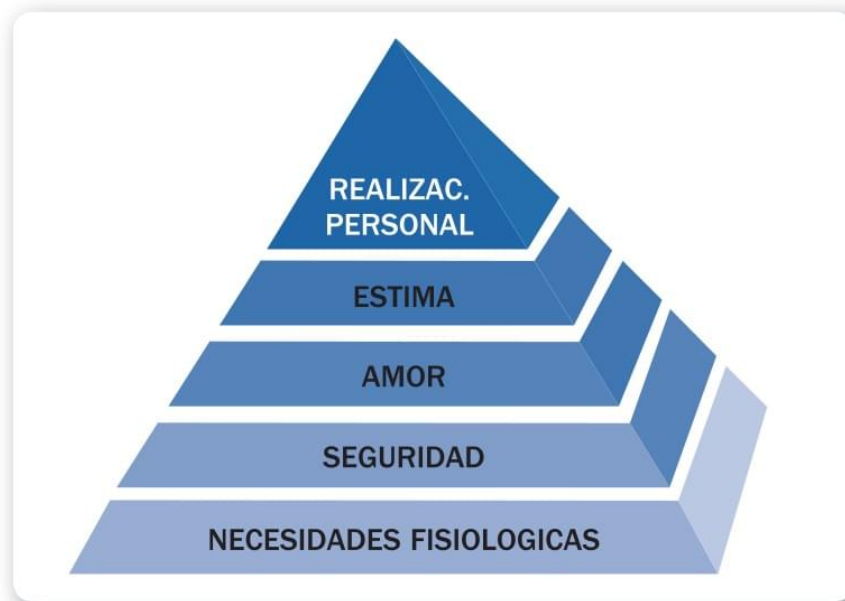 REALIZAC.
PERSONAL
ESTIMA
AMOR
SEGURIDAD
NECESIDADES FISIOLOGICAS